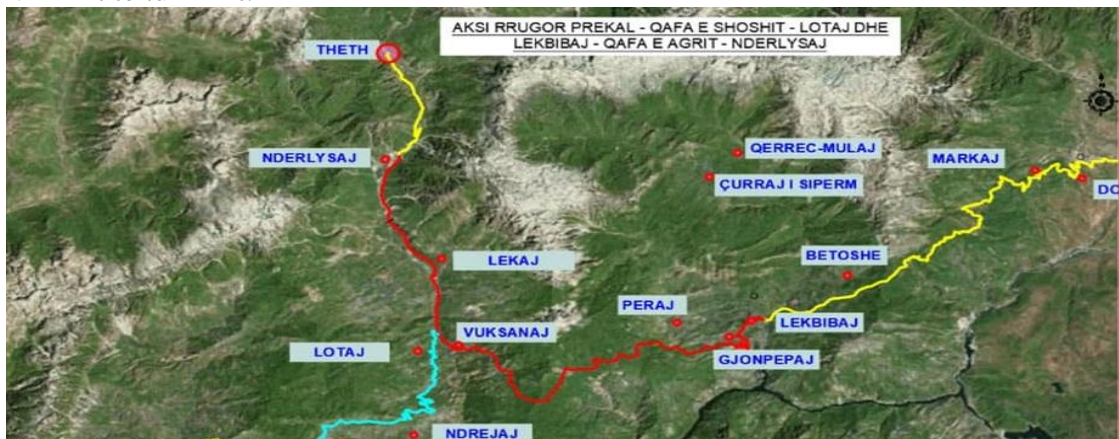 AKSI RRUGOR PREKAL - QAFA E SHOSHIT - LOTAJ DHE
LEKBIBAJ - QAFA E AGRIT - NDERLYSAJ
THETH
NDERLYSAJ
QERREC-MULAJ
ÇURRAJ I SIPERM
MARKAJ
DO
LEKAJ
BETOSHE
PERAJ
LEKBIBAJ
VUKSANAJ
LOTAJ
GJONPEPAJ
NDREJAJ